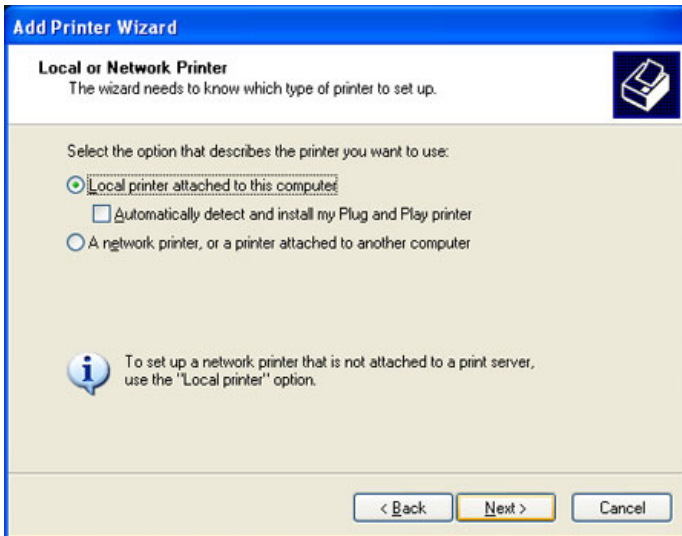 Add Printer Wizard
Local or Network Printer
The wizard needs to know which type of printer to set up.
Select the option that describes the printer you want to use:
Local printer attached to this computer
Automatically detect and install my Plug and Play printer
A network printer, or a printer attached to another computer
To set up a network printer that is not attached to a print server,
use the "Local printer" option.
< Back Next > Cancel